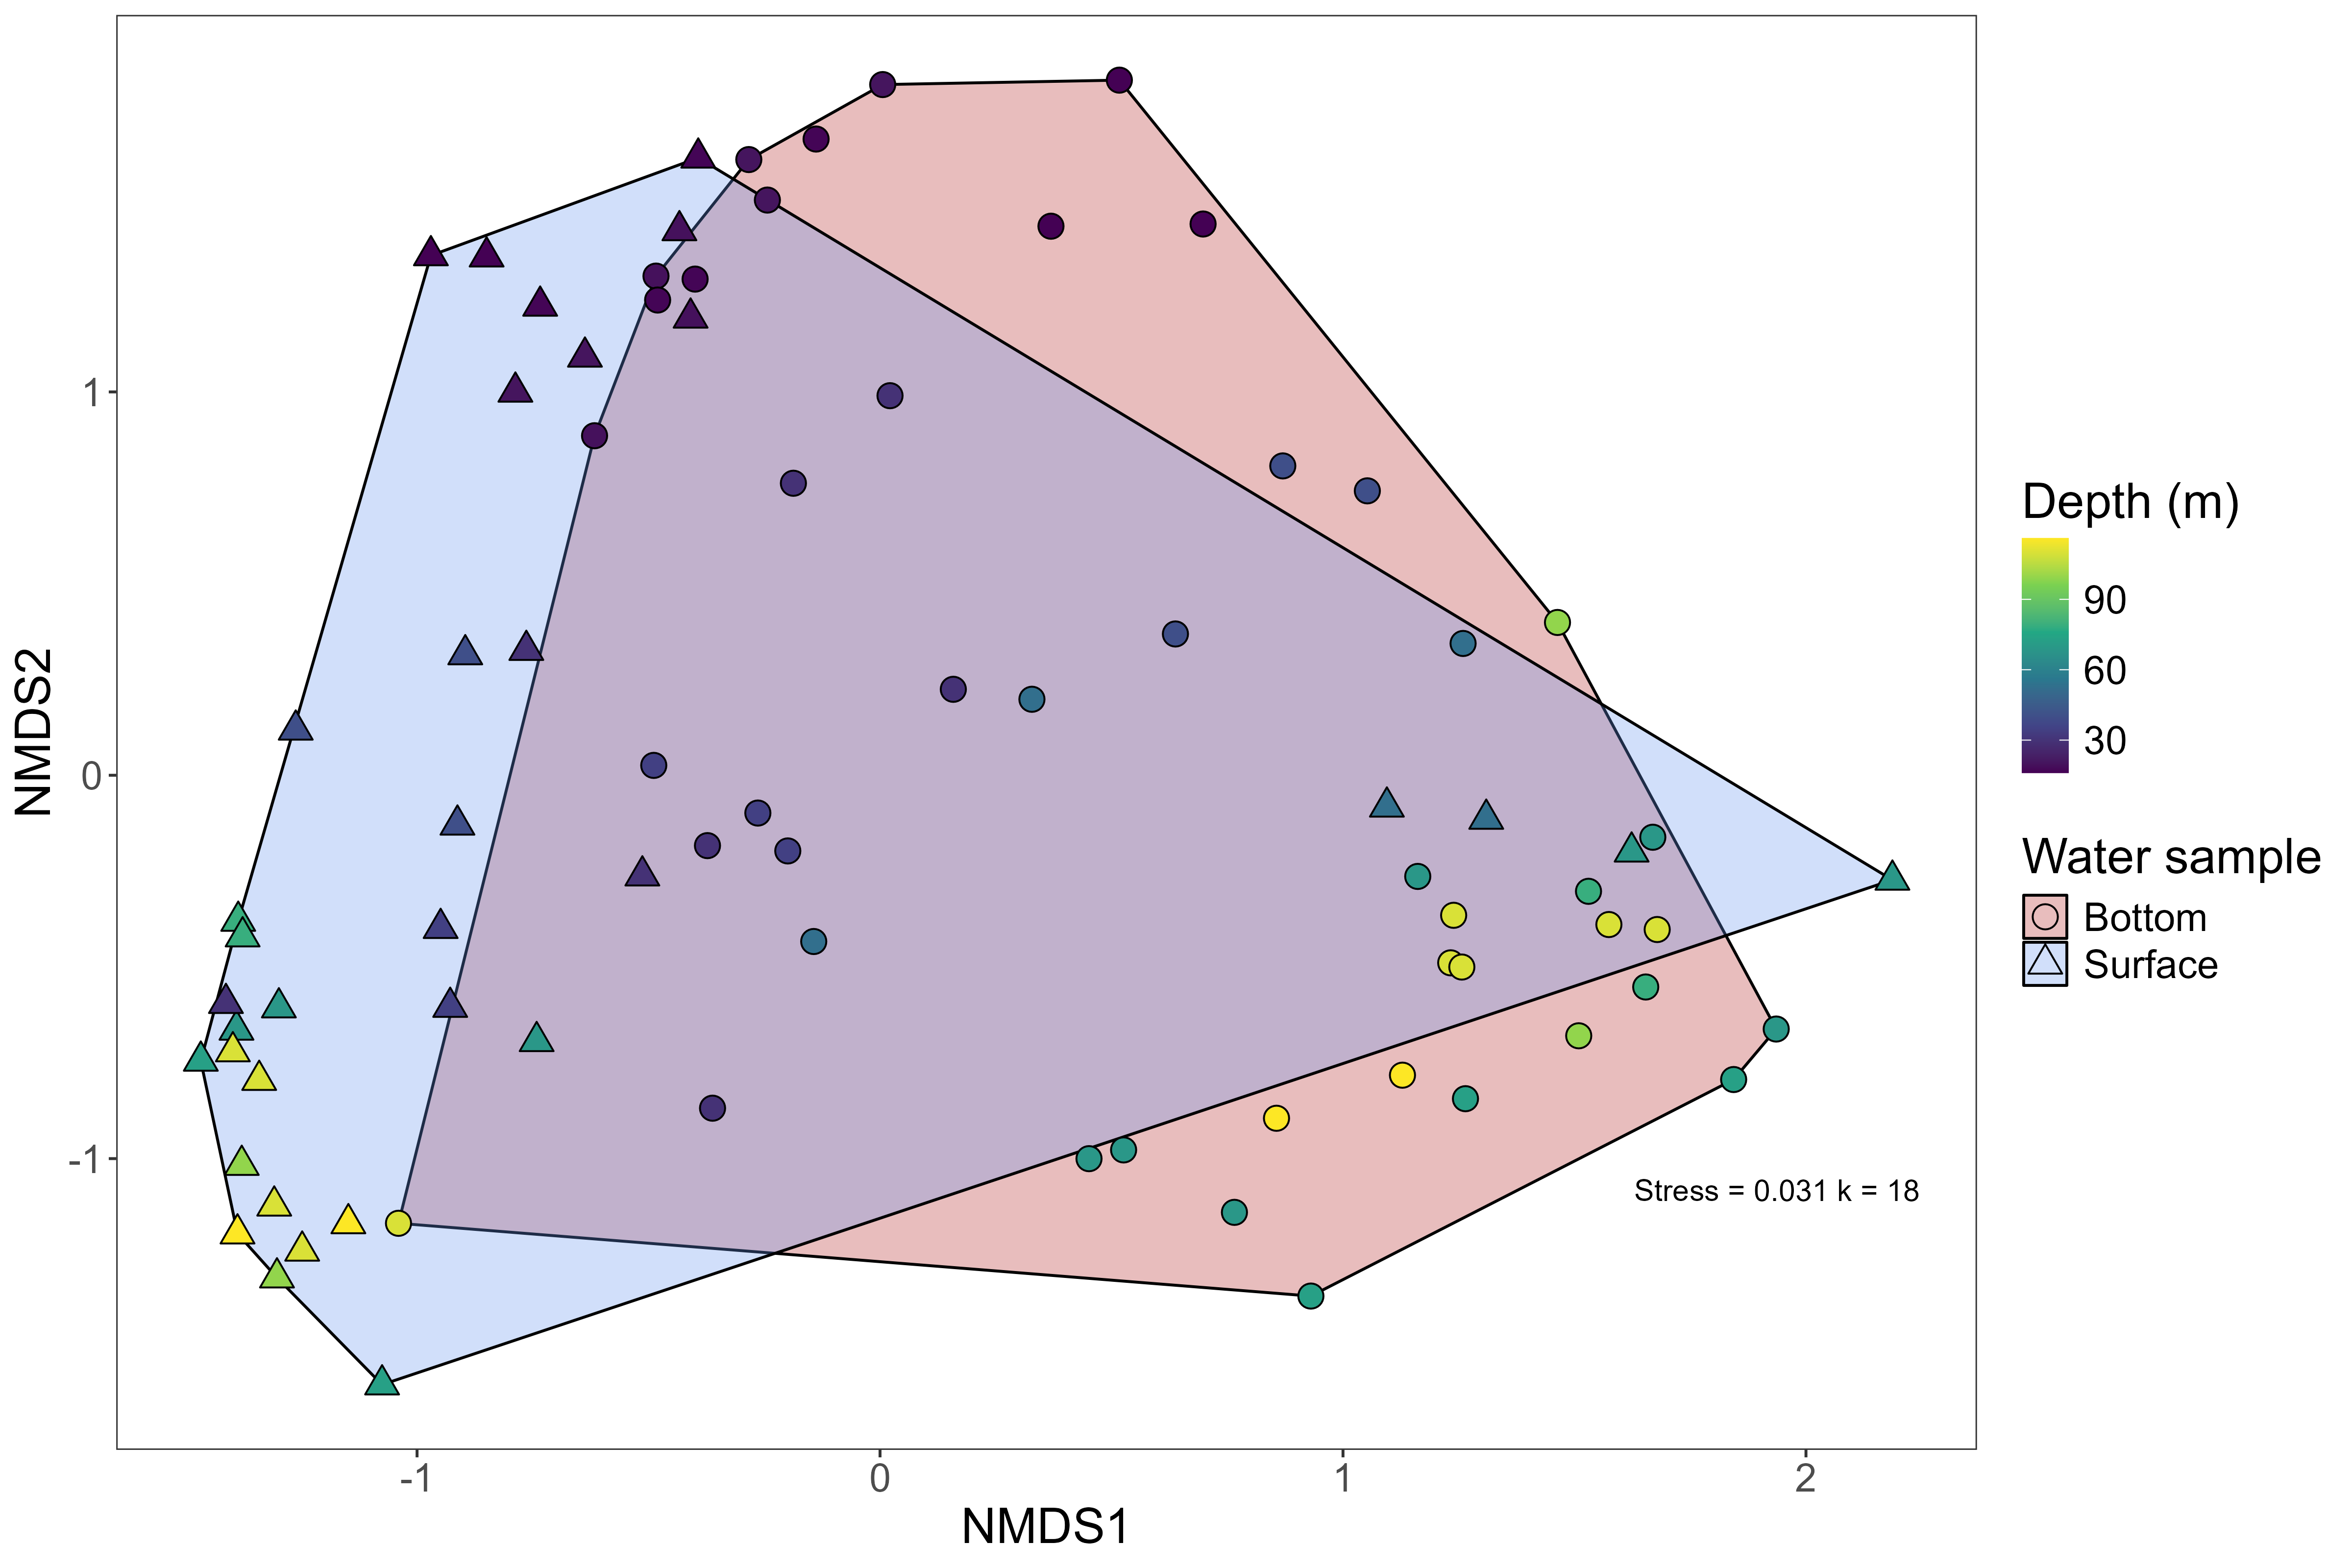 NMDS2
1
0
-1
-1
0
1
2
NMDS1
Stress = 0.031 k = 18
Depth (m)
90
60
30
Water sample
Bottom
Surface